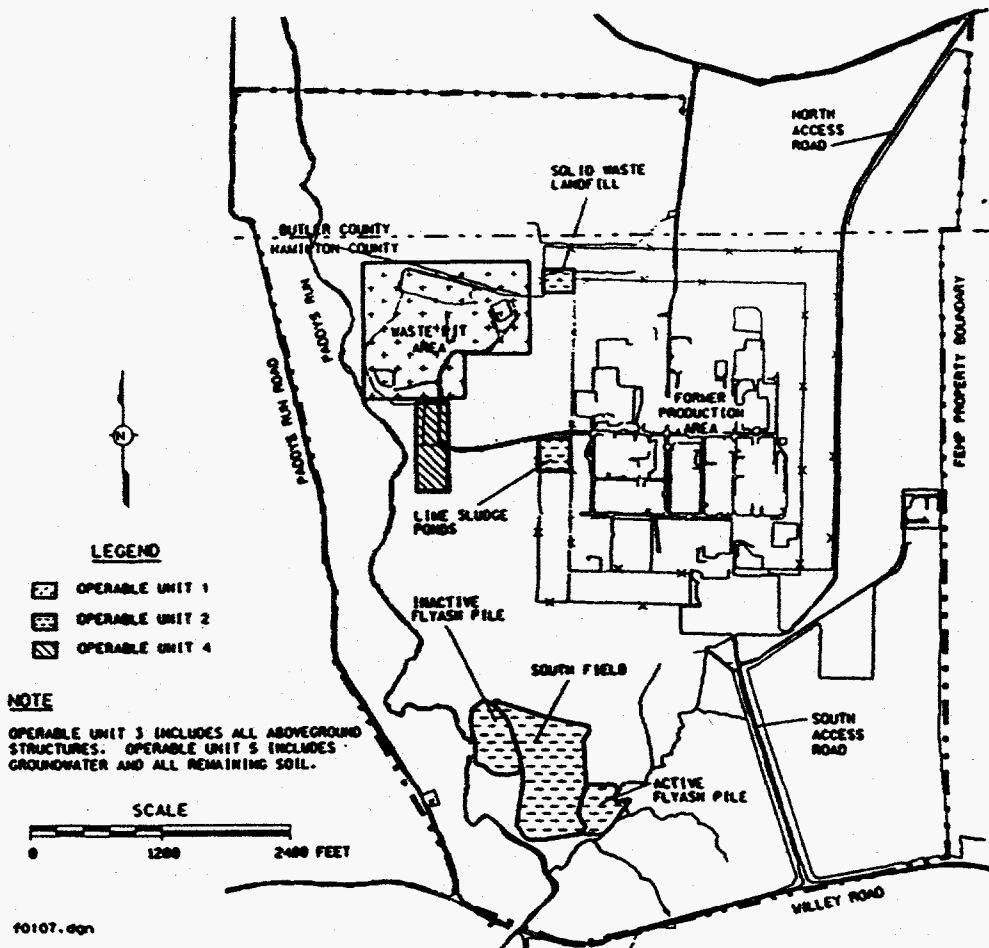 NORTH
ACCESS
ROAD
SOLID WASTE
LANDFILL
BUTLER COUNTY
HAMILTON COUNTY
PADDYS RUN
WASTE PIT
AREA
PADDYS RUN ROAD
FORMER
PRODUCTION
AREA
FEMP PROPERTY BOUNDARY
N
LIME SLUDGE
PONDS
LEGEND
OPERABLE UNIT 1
OPERABLE UNIT 2
OPERABLE UNIT 4
INACTIVE
FLYASH PILE
SOUTH FIELD
NOTE
OPERABLE UNIT 3 INCLUDES ALL ABOVEGROUND
STRUCTURES. OPERABLE UNIT 5 INCLUDES
GROUNDWATER AND ALL REMAINING SOIL.
SOUTH
ACCESS
ROAD
ACTIVE
FLYASH PILE
SCALE
0 1200 2400 FEET
WILLEY ROAD
f0107.dgn